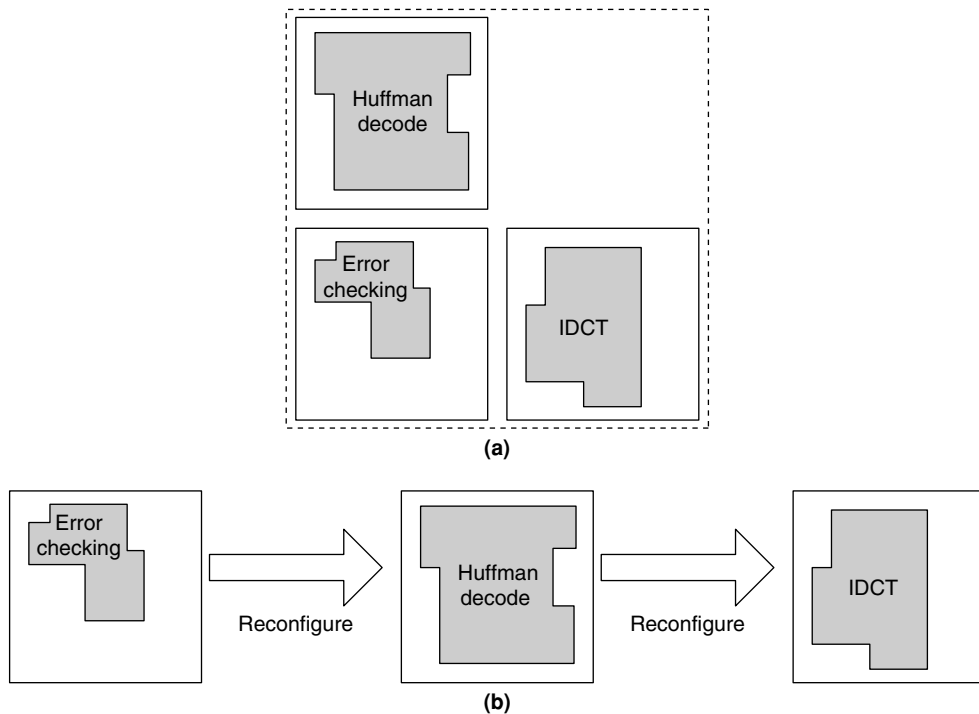 Huffman
decode
Error
checking
IDCT
(a)
Error
checking
Reconfigure
Huffman
decode
Reconfigure
IDCT
(b)